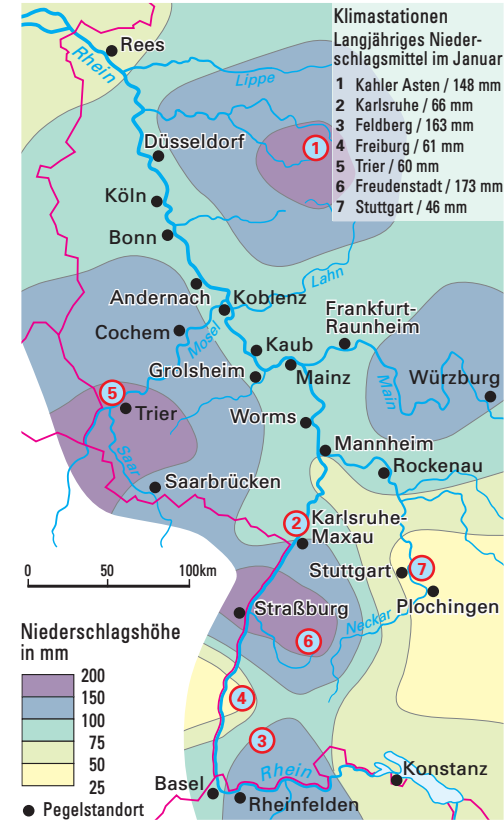 Klimastationen
Langjähriges Nieder-
schlagsmittel im Januar
1 Kahler Asten / 148 mm
2 Karlsruhe / 66 mm
3 Feldberg / 163 mm
4 Freiburg / 61 mm
5 Trier / 60 mm
6 Freudenstadt / 173 mm
7 Stuttgart / 46 mm
Rees
Rhein
Lippe
1
Düsseldorf
Köln
Bonn
Lahn
Andernach
Koblenz
Frankfurt-
Raunheim
Cochem
Mosel
Kaub
Grolsheim
Mainz
Main
Würzburg
5
Trier
Worms
Saar
Mannheim
Rockenau
Saarbrücken
2
Karlsruhe-
Maxau
0 50 100km
Stuttgart
7
Plochingen
Straßburg
Neckar
6
Niederschlagshöhe
in mm
200
150
100
75
50
25
4
3
Rhein
Konstanz
Basel
Rheinfelden
Pegelstandort